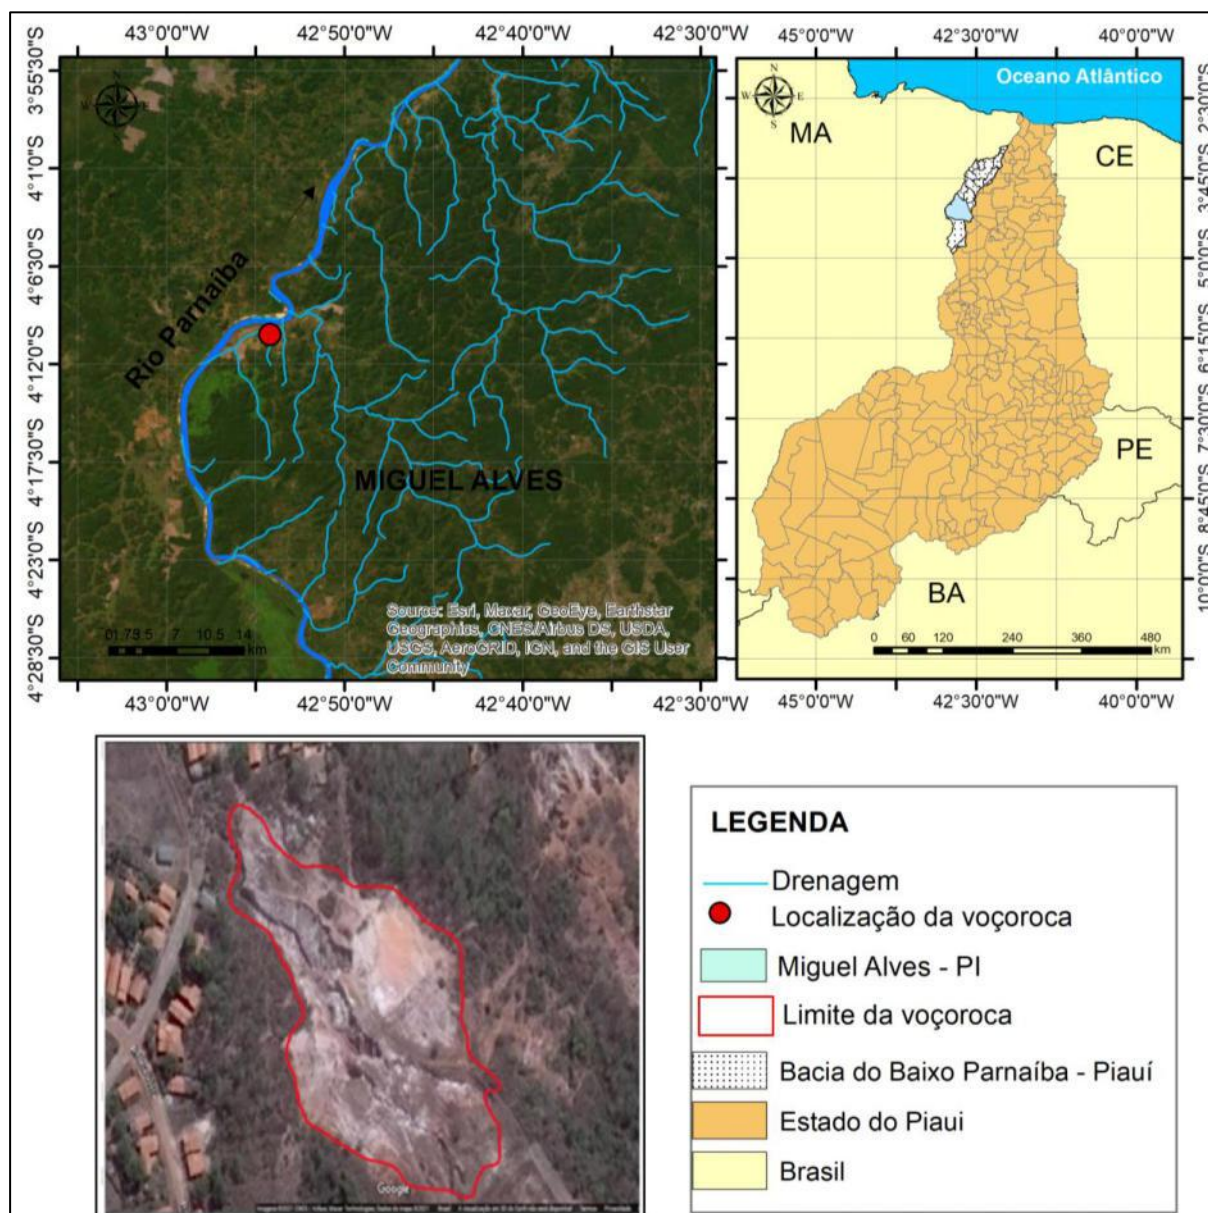 43°0'0"W 42°50'0"W 42°40'0"W
3°55'30"S
4°1'0"S
4°6'30"S
4°12'0"S
4°17'30"S
4°23'0"S
4°28'30"S
N
W E
S
Rio Parnaíba
MIGUEL ALVES
Source: Esri, Maxar, GeoEye, Earthstar
Geographics, CNES/Airbus DS, USDA,
USGS, AeroGRID, IGN, and the GIS User
Community
01.753.5 7 10.5 14
km
43°0'0"W 42°50'0"W 42°40'0"W 42°30'0"W
45°0'0"W 42°30'0"W 40°0'0"W
Oceano Atlântico
N
W E
S
MA
CE
PE
BA
2°30'0"S
3°45'0"S
5°0'0"S
6°15'0"S
7°30'0"S
8°45'0"S
10°0'0"S
0 60 120 240 360 480
km
45°0'0"W 42°30'0"W 40°0'0"W
Google
LEGENDA
Drenagem
Localização da voçoroca
Miguel Alves - PI
Limite da voçoroca
Bacia do Baixo Parnaíba - Piauí
Estado do Piaui
Brasil